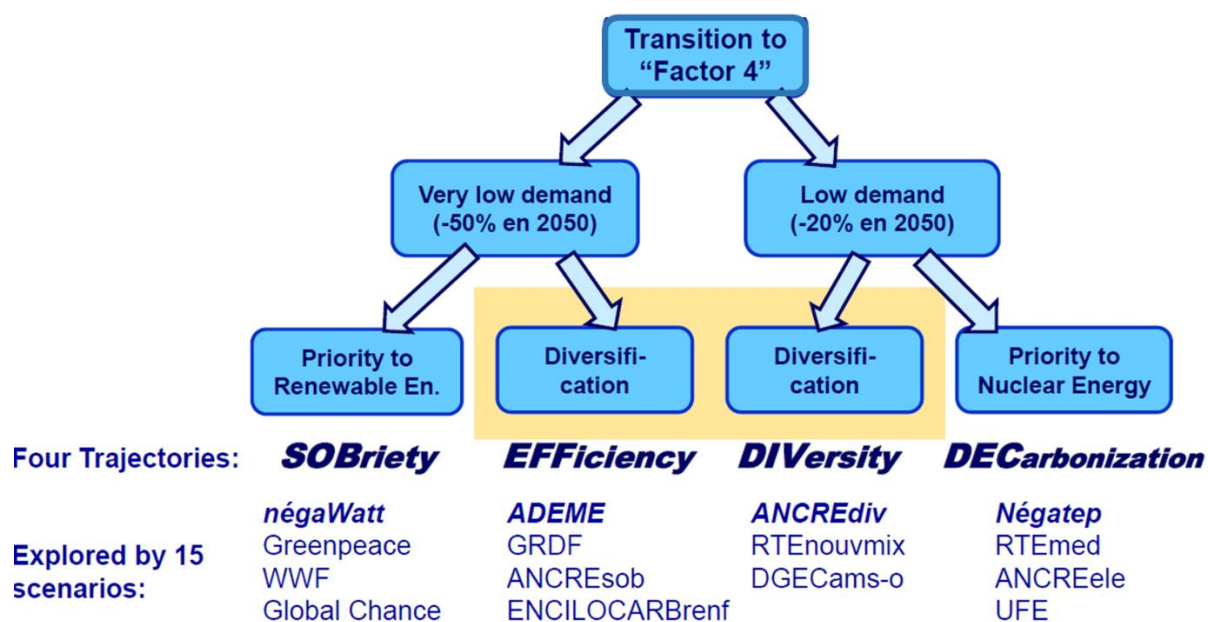 Transition to
“Factor 4”
Very low demand
(-50% en 2050)
Low demand
(-20% en 2050)
Priority to
Renewable En.
Diversifi-
cation
Diversifi-
cation
Priority to
Nuclear Energy
Four Trajectories: SOBriety EFFiciency DIVersity DECarbonization
Explored by 15
scenarios:
négaWatt
Greenpeace
WWF
Global Chance
ADEME
GRDF
ANCREsob
ENCILOCARBrenf
ANCREdiv
RTEnouvmix
DGECams-o
Négatep
RTEmed
ANCREele
UFE